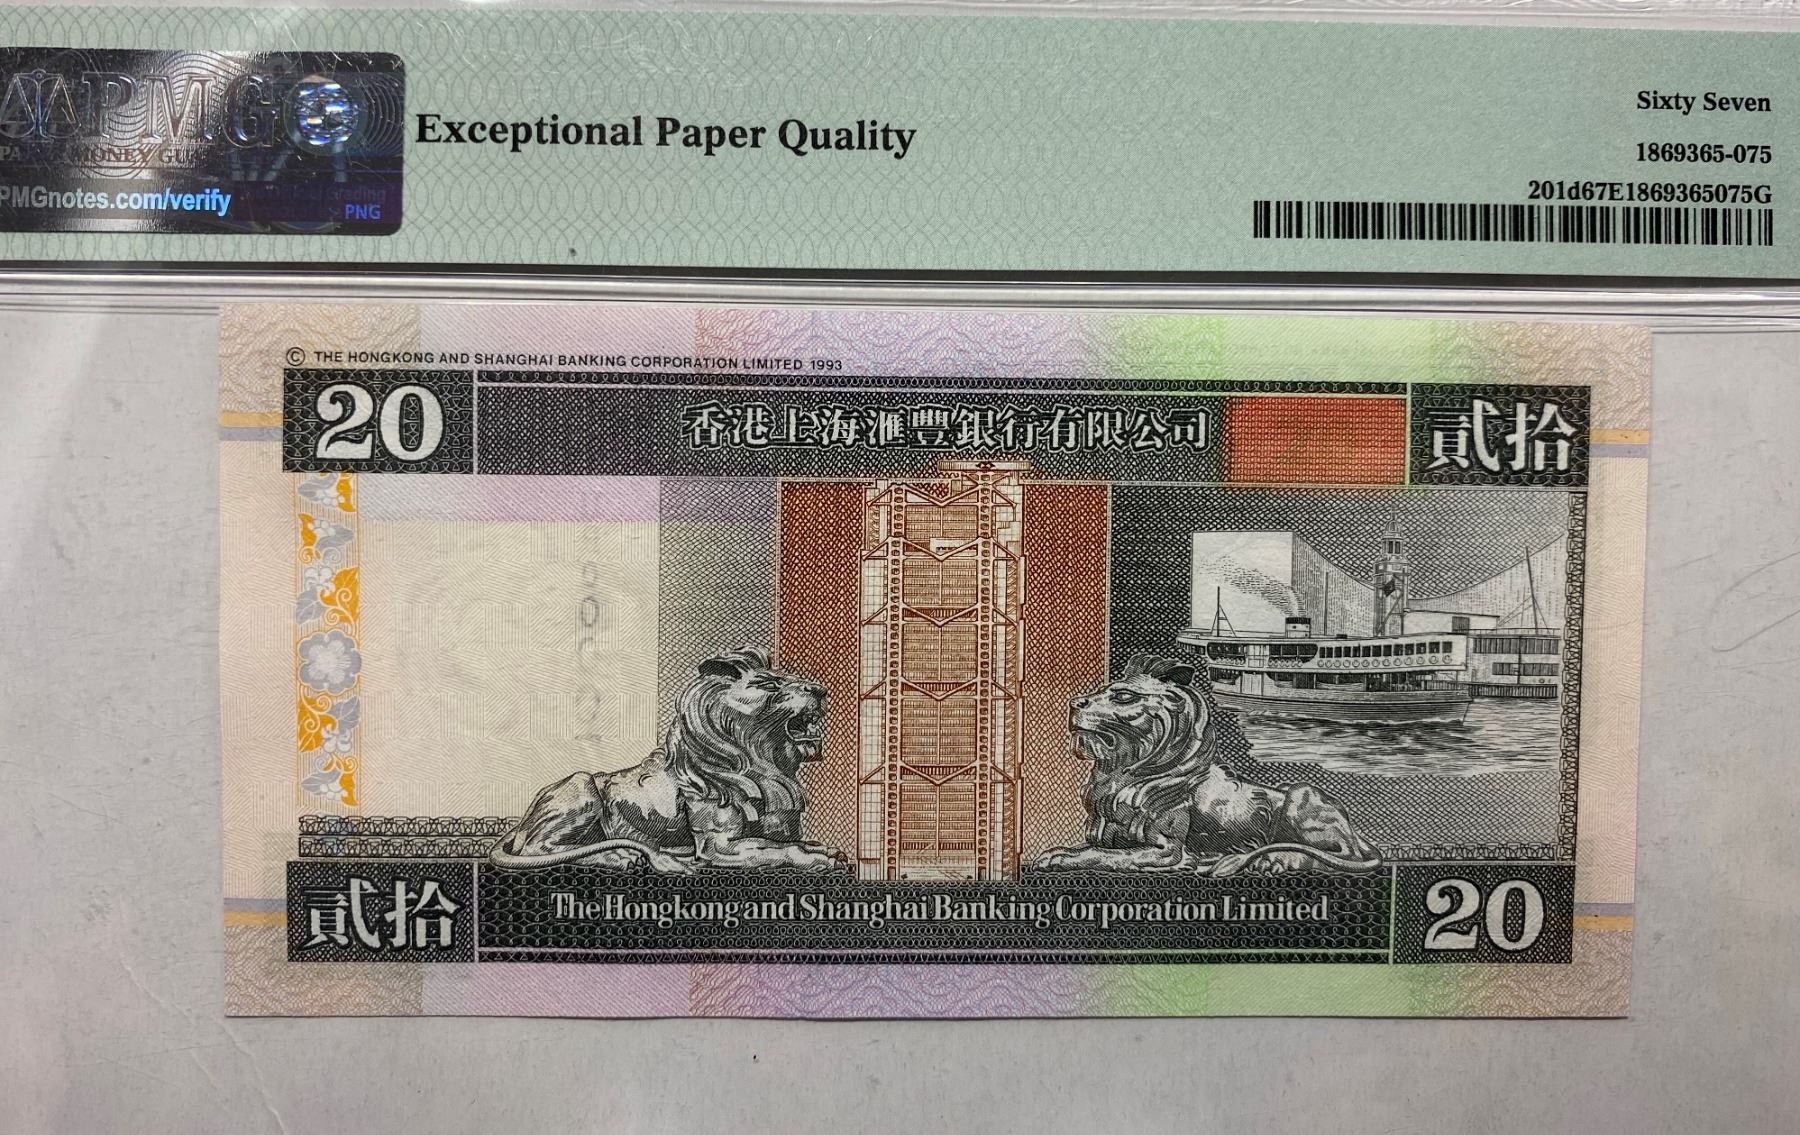 PMG
Exceptional Paper Quality
Sixty Seven
1869365-075
201d67E1869365075G
PMGnotes.com/verify
PNG
© THE HONGKONG AND SHANGHAI BANKING CORPORATION LIMITED 1993
20
香港上海滙豐銀行有限公司
貳拾
貳拾
The Hongkong and Shanghai Banking Corporation Limited
20